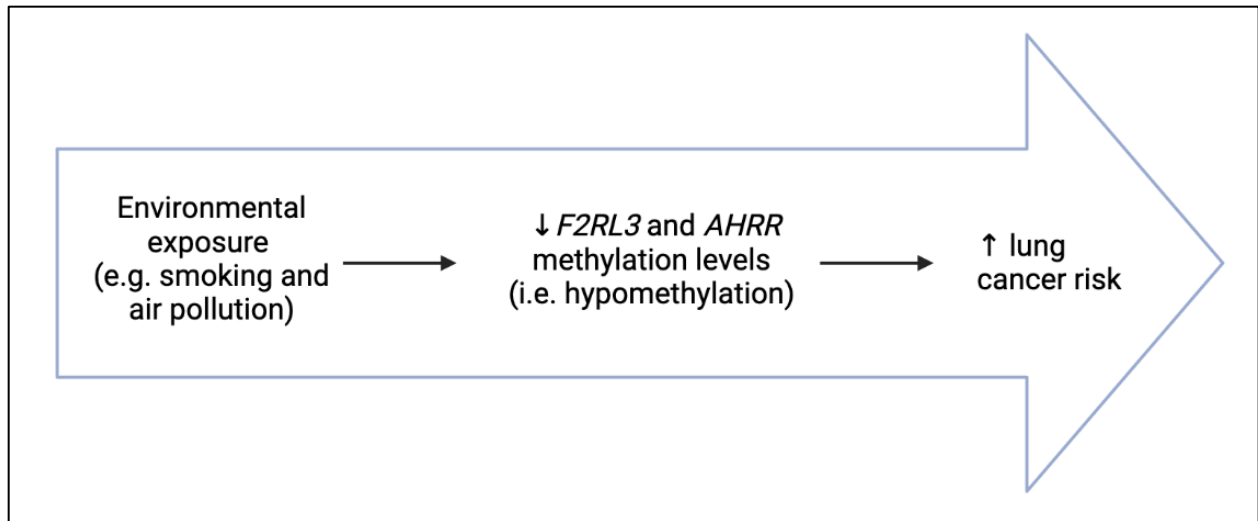 Environmental
exposure
(e.g. smoking and
air pollution)
↓ F2RL3 and AHRR
methylation levels
(i.e. hypomethylation)
↑ lung
cancer risk